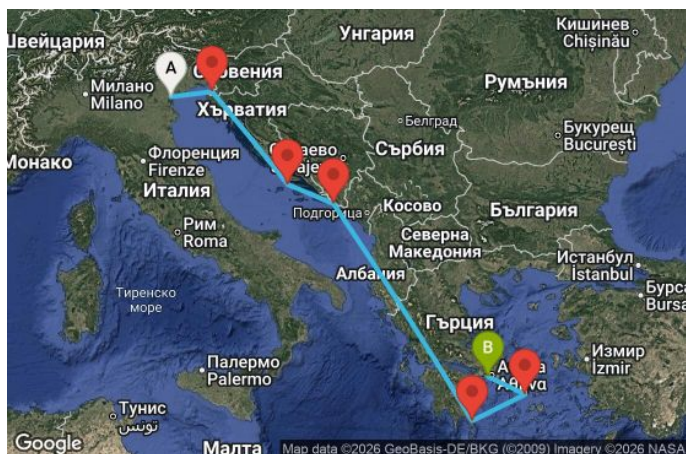 Швейцария
Унгария
Кишинев
Chișinău
A
Словения
Милано
Milano
Хърватия
Румъния
Белград
Букурещ
București
Монако
Флоренция
Firenze
Сърбия
Италия
Подгорица
Косово
България
Рим
Roma
Северна
Македония
Истанбул
İstanbul
Албания
Тиренско
море
Гърция
B
Палермо
Palermo
Измир
İzmir
Тунис
تونس
Малта
Google
Map data ©2026 GeoBasis-DE/BKG (©2009) Imagery ©2026 NASA